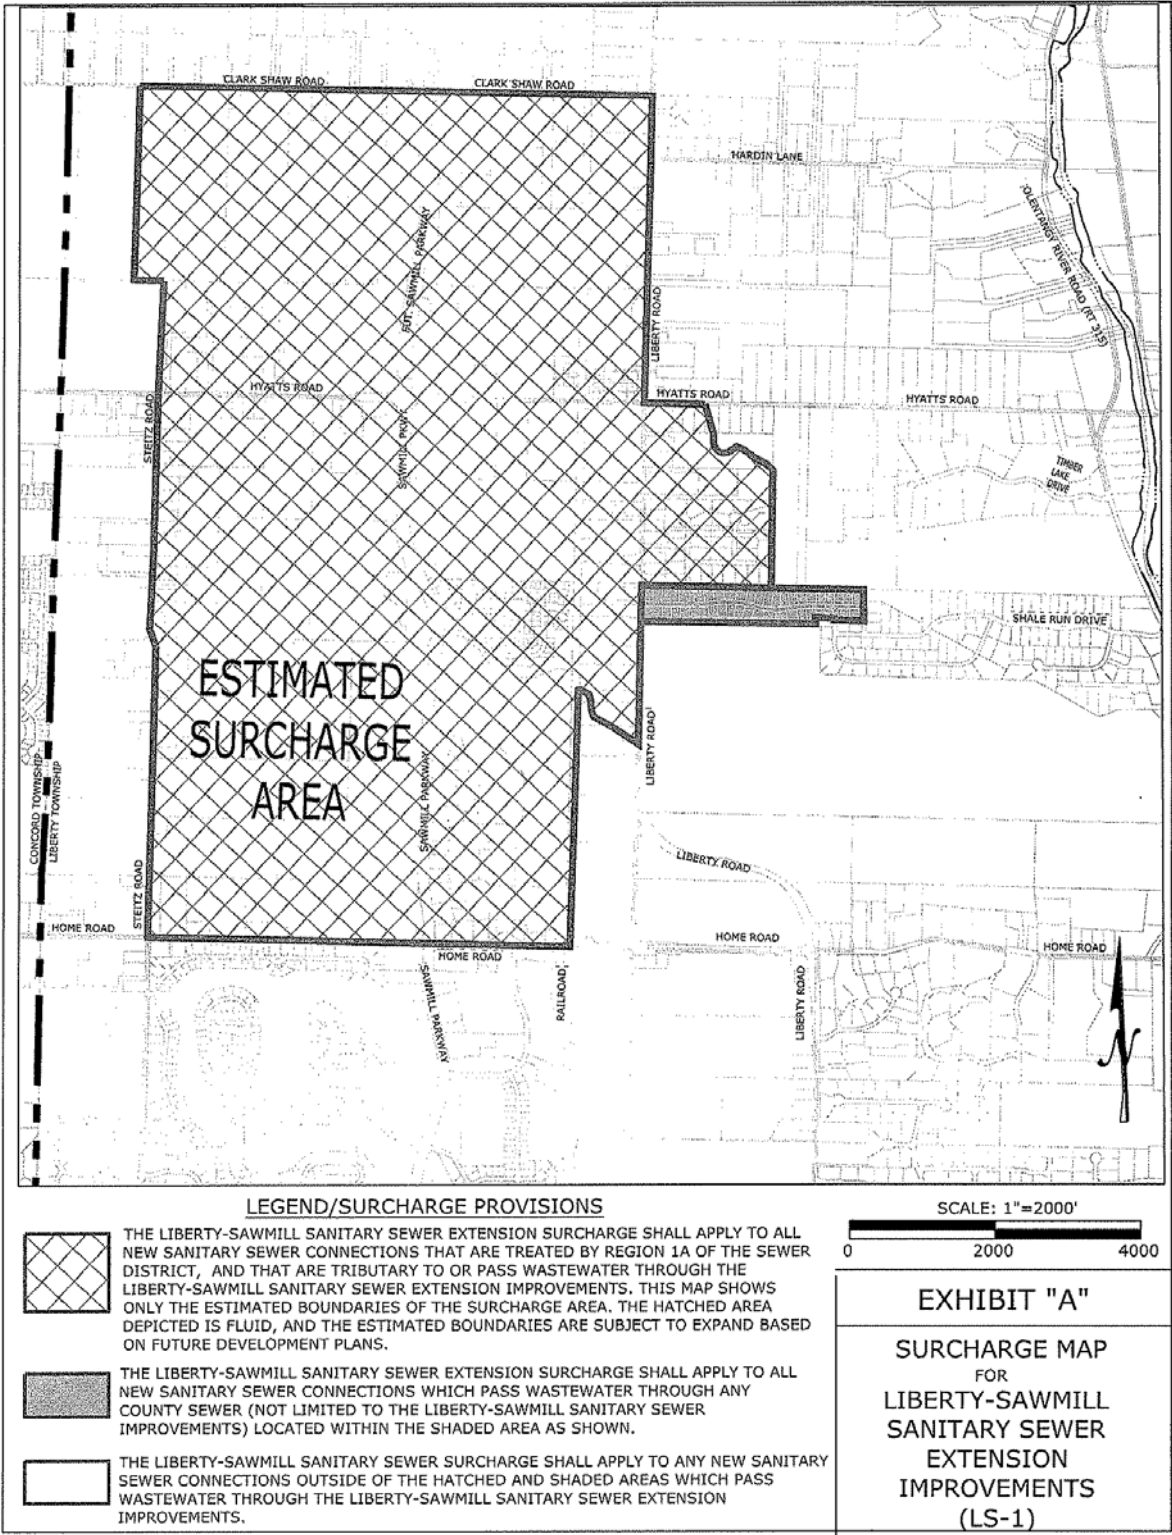 CLARK SHAW ROAD
CLARK SHAW ROAD
HARDIN LANE
OLENTANGY RIVER ROAD (RT 315)
FUT. SAWMILL PARKWAY
LIBERTY ROAD
HYATTS ROAD
HYATTS ROAD
HYATTS ROAD
STEITZ ROAD
SAWMILL PKWY.
TIMBER
LAKE
DRIVE
SHALE RUN DRIVE
ESTIMATED
SURCHARGE
AREA
LIBERTY ROAD
SAWMILL PARKWAY
CONCORD TOWNSHIP
LIBERTY TOWNSHIP
LIBERTY ROAD
STEITZ ROAD
HOME ROAD
HOME ROAD
HOME ROAD
HOME ROAD
SAWMILL PARKWAY
RAILROAD
LIBERTY ROAD
N
LEGEND/SURCHARGE PROVISIONS
THE LIBERTY-SAWMILL SANITARY SEWER EXTENSION SURCHARGE SHALL APPLY TO ALL
NEW SANITARY SEWER CONNECTIONS THAT ARE TREATED BY REGION 1A OF THE SEWER
DISTRICT, AND THAT ARE TRIBUTARY TO OR PASS WASTEWATER THROUGH THE
LIBERTY-SAWMILL SANITARY SEWER EXTENSION IMPROVEMENTS. THIS MAP SHOWS
ONLY THE ESTIMATED BOUNDARIES OF THE SURCHARGE AREA. THE HATCHED AREA
DEPICTED IS FLUID, AND THE ESTIMATED BOUNDARIES ARE SUBJECT TO EXPAND BASED
ON FUTURE DEVELOPMENT PLANS.
THE LIBERTY-SAWMILL SANITARY SEWER EXTENSION SURCHARGE SHALL APPLY TO ALL
NEW SANITARY SEWER CONNECTIONS WHICH PASS WASTEWATER THROUGH ANY
COUNTY SEWER (NOT LIMITED TO THE LIBERTY-SAWMILL SANITARY SEWER
IMPROVEMENTS) LOCATED WITHIN THE SHADED AREA AS SHOWN.
THE LIBERTY-SAWMILL SANITARY SEWER SURCHARGE SHALL APPLY TO ANY NEW SANITARY
SEWER CONNECTIONS OUTSIDE OF THE HATCHED AND SHADED AREAS WHICH PASS
WASTEWATER THROUGH THE LIBERTY-SAWMILL SANITARY SEWER EXTENSION
IMPROVEMENTS.
SCALE: 1"=2000'
0 2000 4000
EXHIBIT "A"
SURCHARGE MAP
FOR
LIBERTY-SAWMILL
SANITARY SEWER
EXTENSION
IMPROVEMENTS
(LS-1)